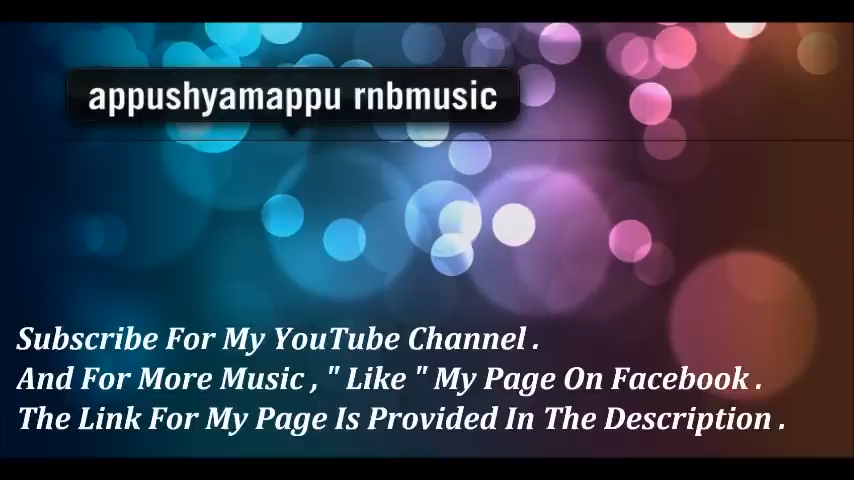 appushyamappu rnbmusic
Subscribe For My YouTube Channel .
And For More Music , " Like " My Page On Facebook .
The Link For My Page Is Provided In The Description .